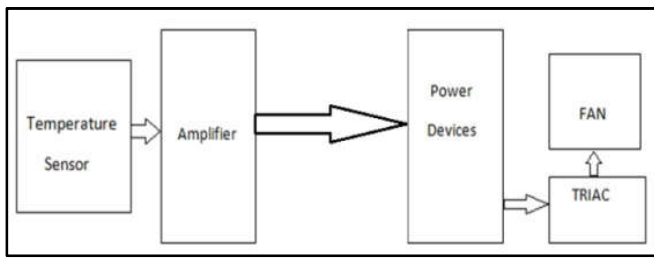 Temperature
Sensor
Amplifier
Power
Devices
FAN
TRIAC